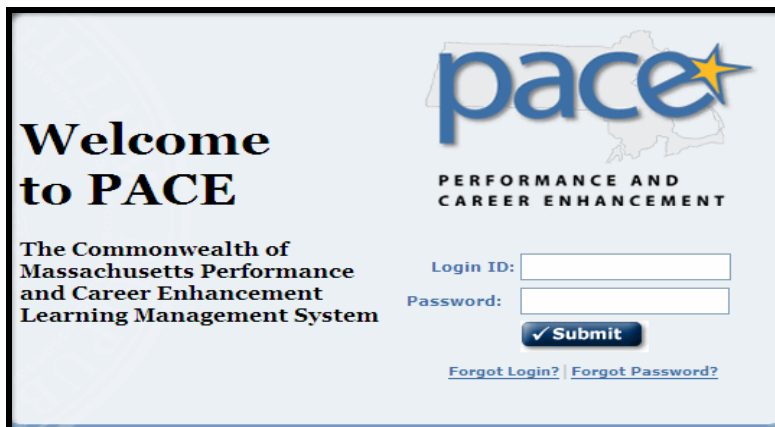 Welcome
to PACE
The Commonwealth of
Massachusetts Performance
and Career Enhancement
Learning Management System
pace
PERFORMANCE AND
CAREER ENHANCEMENT
Login ID:
Password:
✓ Submit
Forgot Login? | Forgot Password?